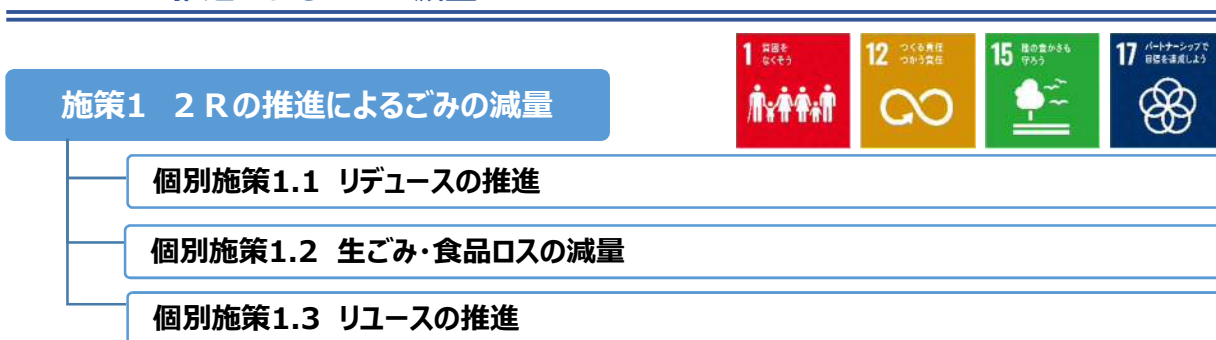 1 貧困を
なくそう
12 つくる責任
つかう責任
15 陸の豊かさも
守ろう
17 パートナーシップで
目標を達成しよう
施策1 2Rの推進によるごみの減量
個別施策1.1 リデュースの推進
個別施策1.2 生ごみ・食品ロスの減量
個別施策1.3 リユースの推進